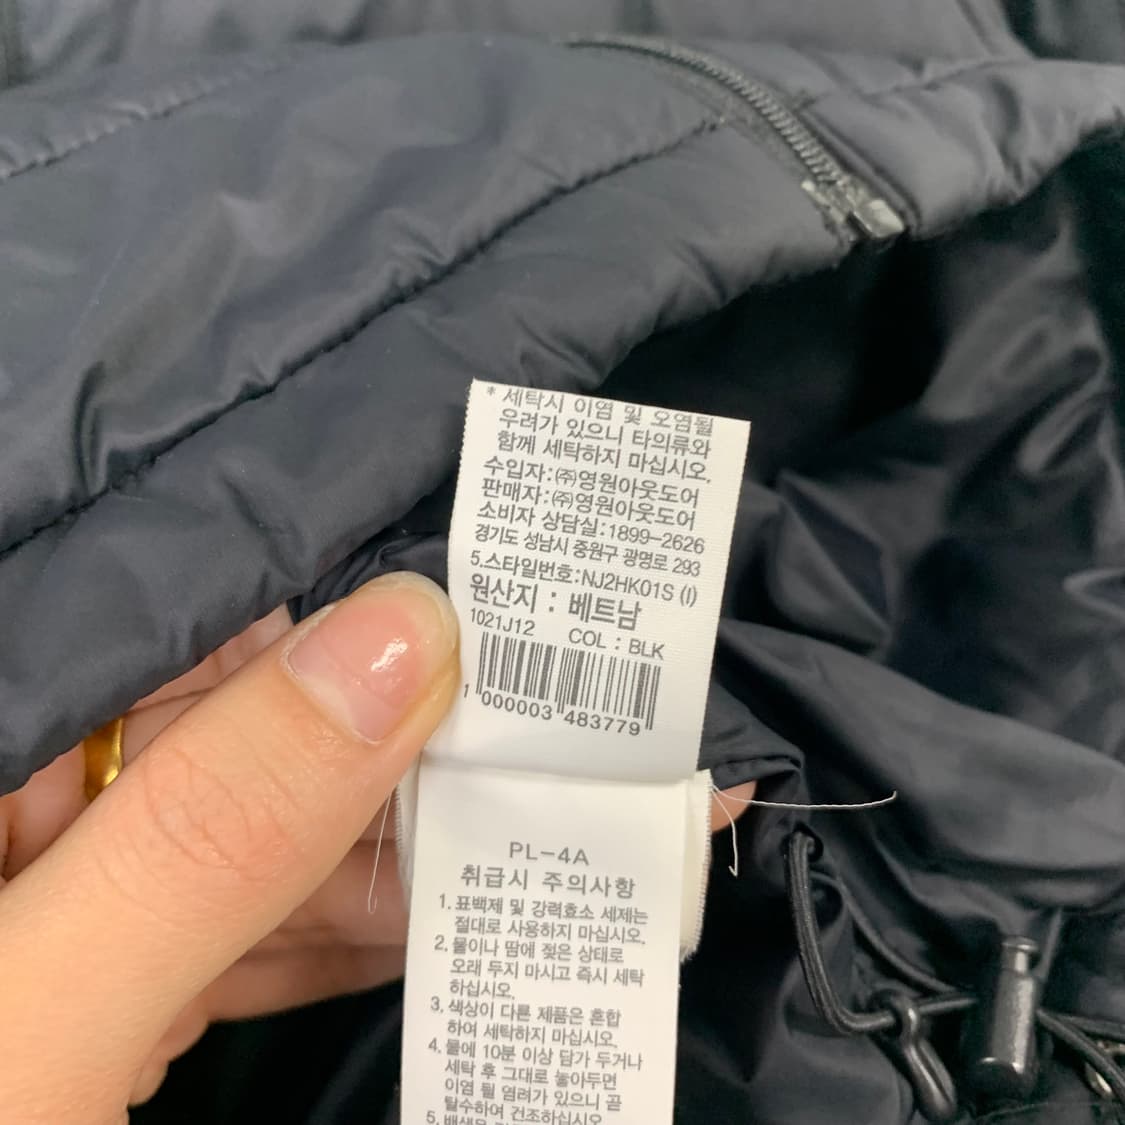 * 세탁시 이염 및 오염될
우려가 있으니 타의류와
함께 세탁하지 마십시오.
수입자:(주)영원아웃도어
판매자:(주)영원아웃도어
소비자 상담실:1899-2626
경기도 성남시 중원구 광명로 293
5.스타일번호:NJ2HK01S (I)
원산지 : 베트남
1021J12 COL : BLK
1 000003 483779
PL-4A
취급시 주의사항
1. 표백제 및 강력효소 세제는
절대로 사용하지 마십시오.
2. 물이나 땀에 젖은 상태로
오래 두지 마시고 즉시 세탁
하십시오.
3. 색상이 다른 제품은 혼합
하여 세탁하지 마십시오.
4. 물에 10분 이상 담가 두거나
세탁 후 그대로 놓아두면
이염 될 염려가 있으니 곧
탈수하여 건조하십시오
5.